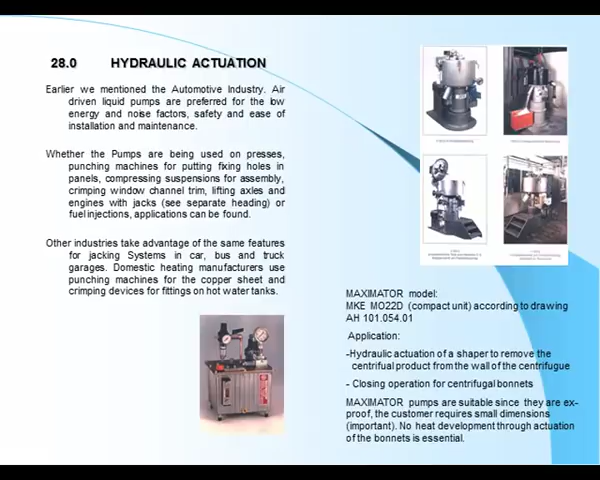 28.0 HYDRAULIC ACTUATION
Earlier we mentioned the Automotive Industry. Air
driven liquid pumps are preferred for the low
energy and noise factors, safety and ease of
installation and maintenance.
Whether the Pumps are being used on presses,
punching machines for putting fixing holes in
panels, compressing suspensions for assembly,
crimping window channel trim, lifting axles and
engines with jacks (see separate heading) or
fuel injections, applications can be found.
Other industries take advantage of the same features
for jacking Systems in car, bus and truck
garages. Domestic heating manufacturers use
punching machines for the copper sheet and
crimping devices for fittings on hot water tanks.
MAXIMATOR model:
MKE MO22D (compact unit) according to drawing
AH 101.054.01
Application:
-Hydraulic actuation of a shaper to remove the
centrifual product from the wall of the centrifugue
- Closing operation for centrifugal bonnets
MAXIMATOR pumps are suitable since they are ex-
proof, the customer requires small dimensions
(important). No heat development through actuation
of the bonnets is essential.